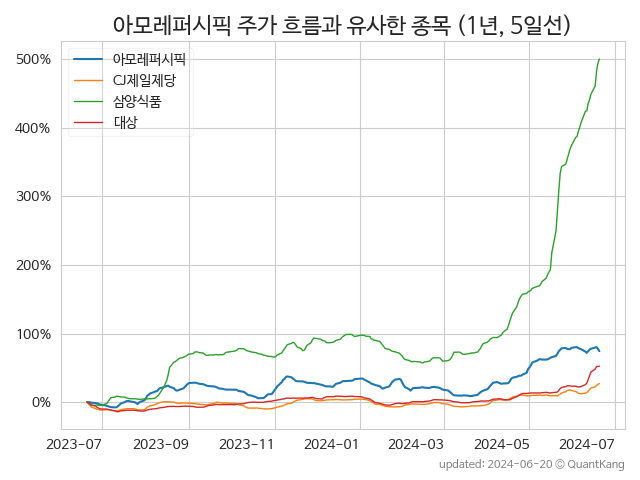 아모레퍼시픽 주가 흐름과 유사한 종목 (1년, 5일선)
500%
400%
300%
200%
100%
0%
아모레퍼시픽
CJ제일제당
삼양식품
대상
2023-07
2023-09
2023-11
2024-01
2024-03
2024-05
2024-07
updated: 2024-06-20 © QuantKang